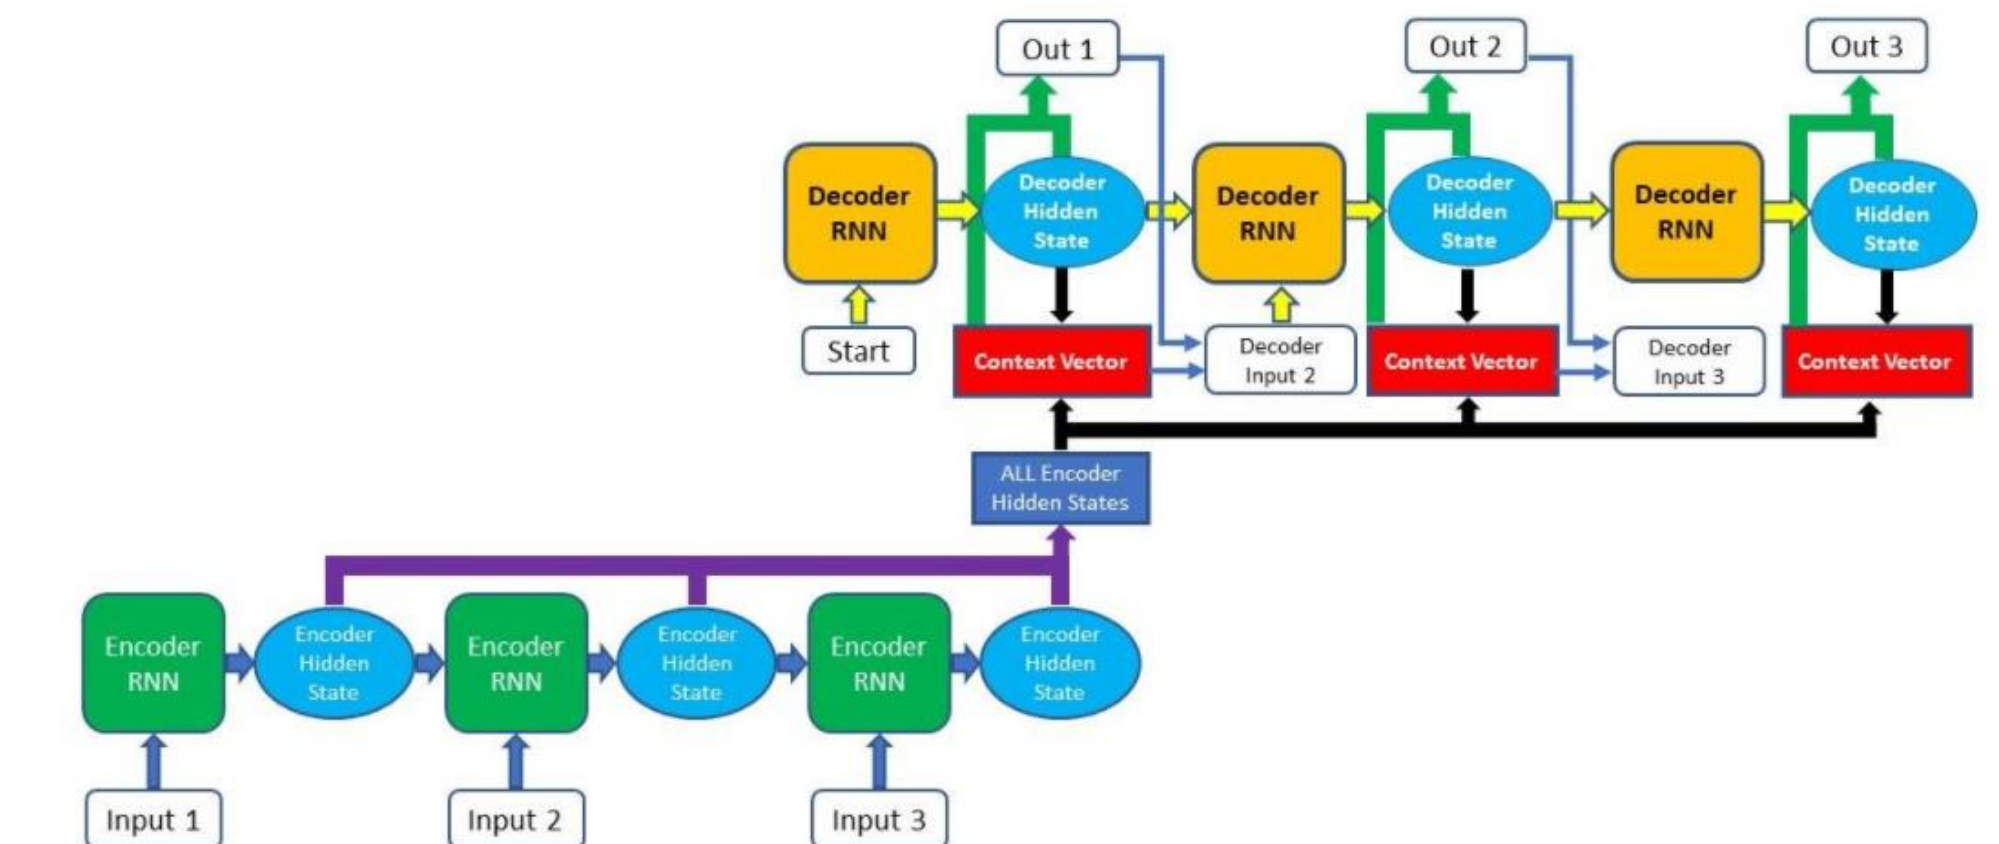 Out 1
Out 2
Out 3
Decoder
RNN
Decoder
Hidden
State
Decoder
RNN
Decoder
Hidden
State
Decoder
RNN
Decoder
Hidden
State
Start
Context Vector
Decoder
Input 2
Context Vector
Decoder
Input 3
Context Vector
ALL Encoder
Hidden States
Encoder
RNN
Encoder
Hidden
State
Encoder
RNN
Encoder
Hidden
State
Encoder
RNN
Encoder
Hidden
State
Input 1
Input 2
Input 3